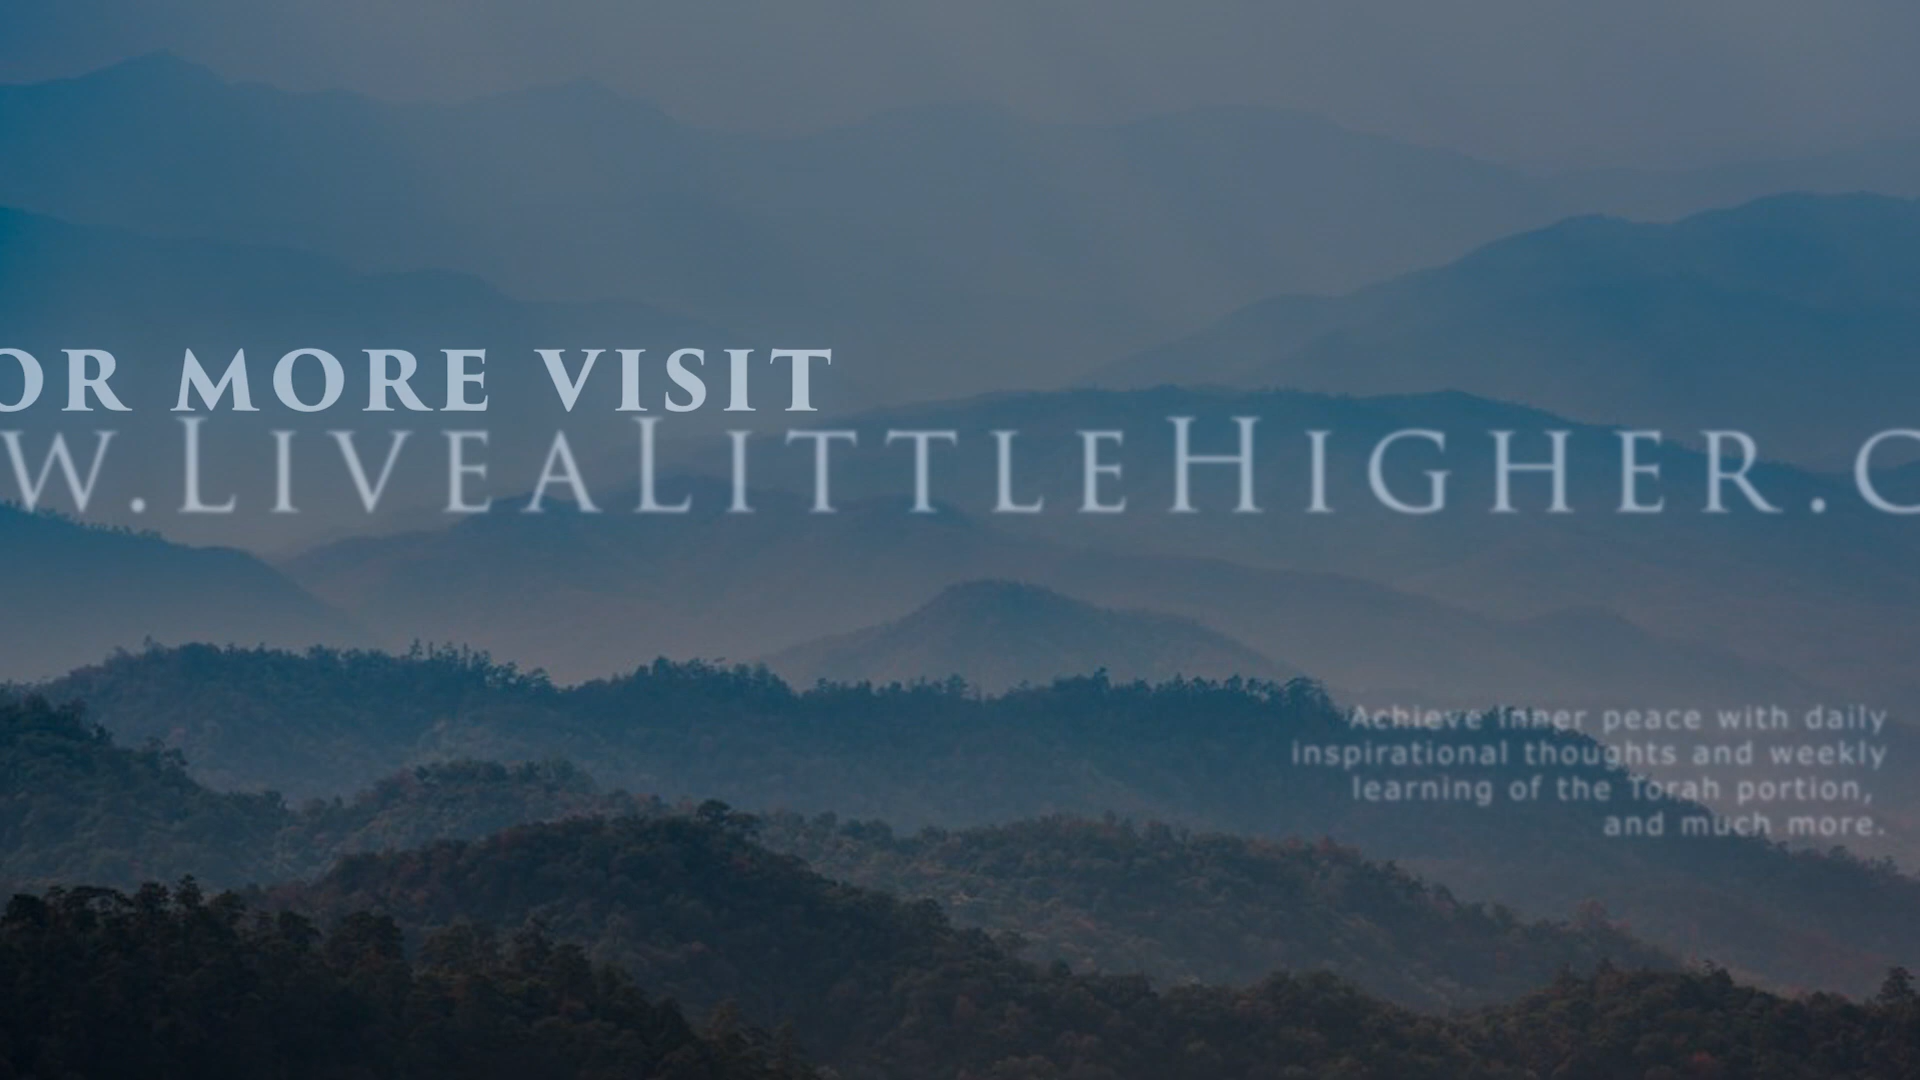 OR MORE VISIT
W.LIVEALITTLEHIGHER.C
Achieve inner peace with daily
inspirational thoughts and weekly
learning of the Torah portion,
and much more.